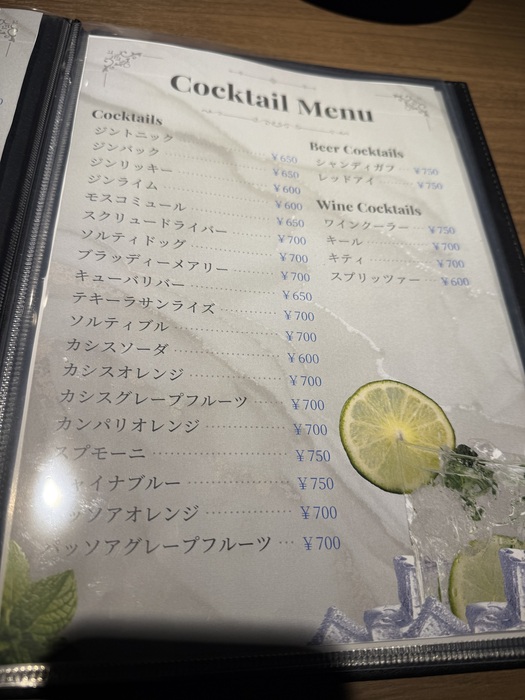 Cocktail Menu
Cocktails
ジントニック ¥650
ジンバック ¥650
ジンリッキー ¥600
ジンライム ¥600
モスコミュール ¥650
スクリュードライバー ¥700
ソルティドッグ ¥700
ブラッディーメアリー ¥700
キューバリバー ¥650
テキーラサンライズ ¥700
ソルティブル ¥700
カシスソーダ ¥600
カシスオレンジ ¥700
カシスグレープフルーツ ¥700
カンパリオレンジ ¥700
スプモーニ ¥750
ャイナブルー ¥750
ッソアオレンジ ¥700
パッソアグレープフルーツ ¥700
Beer Cocktails
シャンディガフ ¥750
レッドアイ ¥750
Wine Cocktails
ワインクーラー ¥750
キール ¥700
キティ ¥700
スプリッツァー ¥600